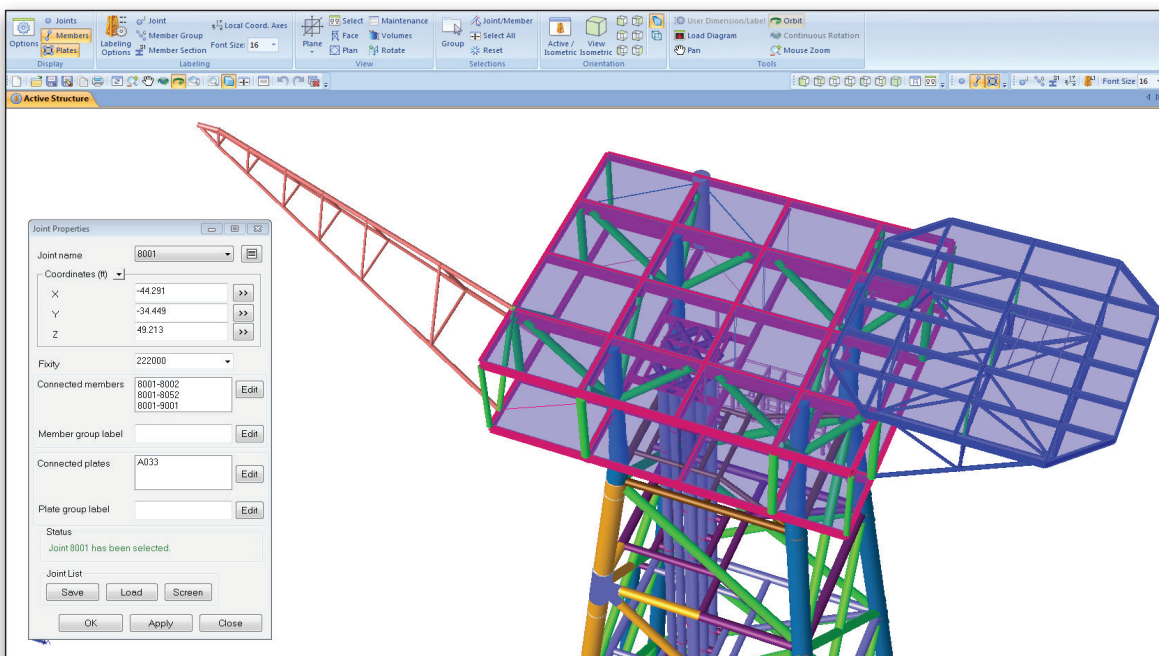 Options
Joints
Members
Plates
Display
Labeling Options
Joint
Member Group
Member Section
Local Coord. Axes
Font Size: 16
Labeling
Plane
Select
Face
Plan
Maintenance
Volumes
Rotate
View
Group
Joint/Member
Select All
Reset
Selections
Active / Isometric
View Isometric
Orientation
User Dimension/Label
Load Diagram
Pan
Orbit
Continuous Rotation
Mouse Zoom
Tools
Font Size 16
Active Structure
Joint Properties
Joint name 8001
Coordinates (ft)
X -44.291 >>
Y -34.449 >>
Z 49.213 >>
Fixity 222000
Connected members 8001-8002 Edit
8001-8052
8001-9001
Member group label Edit
Connected plates A033 Edit
Plate group label Edit
Status
Joint 8001 has been selected.
Joint List
Save Load Screen
OK Apply Close